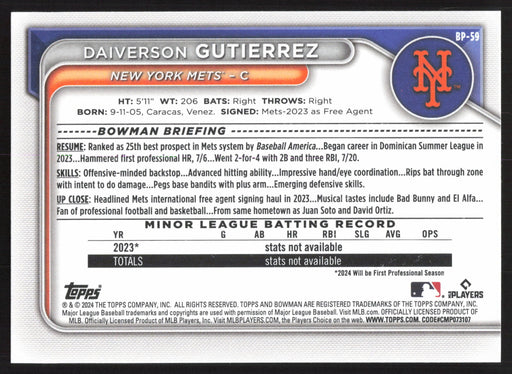 BP-59
DAIVERSON GUTIERREZ
NEW YORK METS™ – C
HT: 5'11" WT: 206 BATS: Right THROWS: Right
BORN: 9-11-05, Caracas, Venez. SIGNED: Mets-2023 as Free Agent
BOWMAN BRIEFING
RESUME: Ranked as 25th best prospect in Mets system by Baseball America...Began career in Dominican Summer League in
2023...Hammered first professional HR, 7/6...Went 2-for-4 with 2B and three RBI, 7/20.
SKILLS: Offensive-minded backstop...Advanced hitting ability...Impressive hand/eye coordination...Rips bat through zone
with intent to do damage...Pegs base bandits with plus arm...Emerging defensive skills.
UP CLOSE: Headlined Mets international free agent signing haul in 2023...Musical tastes include Bad Bunny and El Alfa...
Fan of professional football and basketball...From same hometown as Juan Soto and David Ortiz.
MINOR LEAGUE BATTING RECORD
YR G AB HR RBI SLG AVG OPS
2023* stats not available
TOTALS stats not available
*2024 Will be First Professional Season
Topps
MLB PLAYERS
® & © 2024 THE TOPPS COMPANY, INC. ALL RIGHTS RESERVED. TOPPS AND BOWMAN ARE REGISTERED TRADEMARKS OF THE TOPPS COMPANY, INC.
Major League Baseball trademarks and copyrights are used with permission of Major League Baseball. Visit MLB.com. OFFICIALLY LICENSED PRODUCT OF
MLB. Officially Licensed Product of MLB Players, Inc. Visit MLBPLAYERS.com, the Players Choice on the web. WWW.TOPPS.COM. CODE#CMP073107